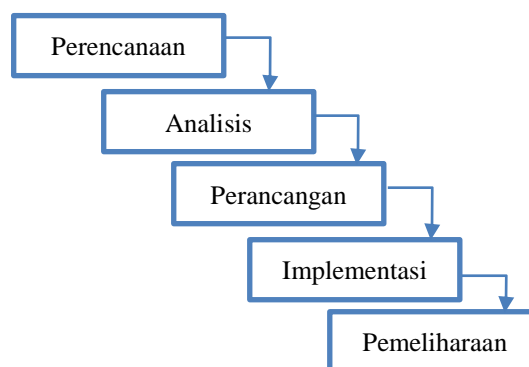 Perencanaan
Analisis
Perancangan
Implementasi
Pemeliharaan